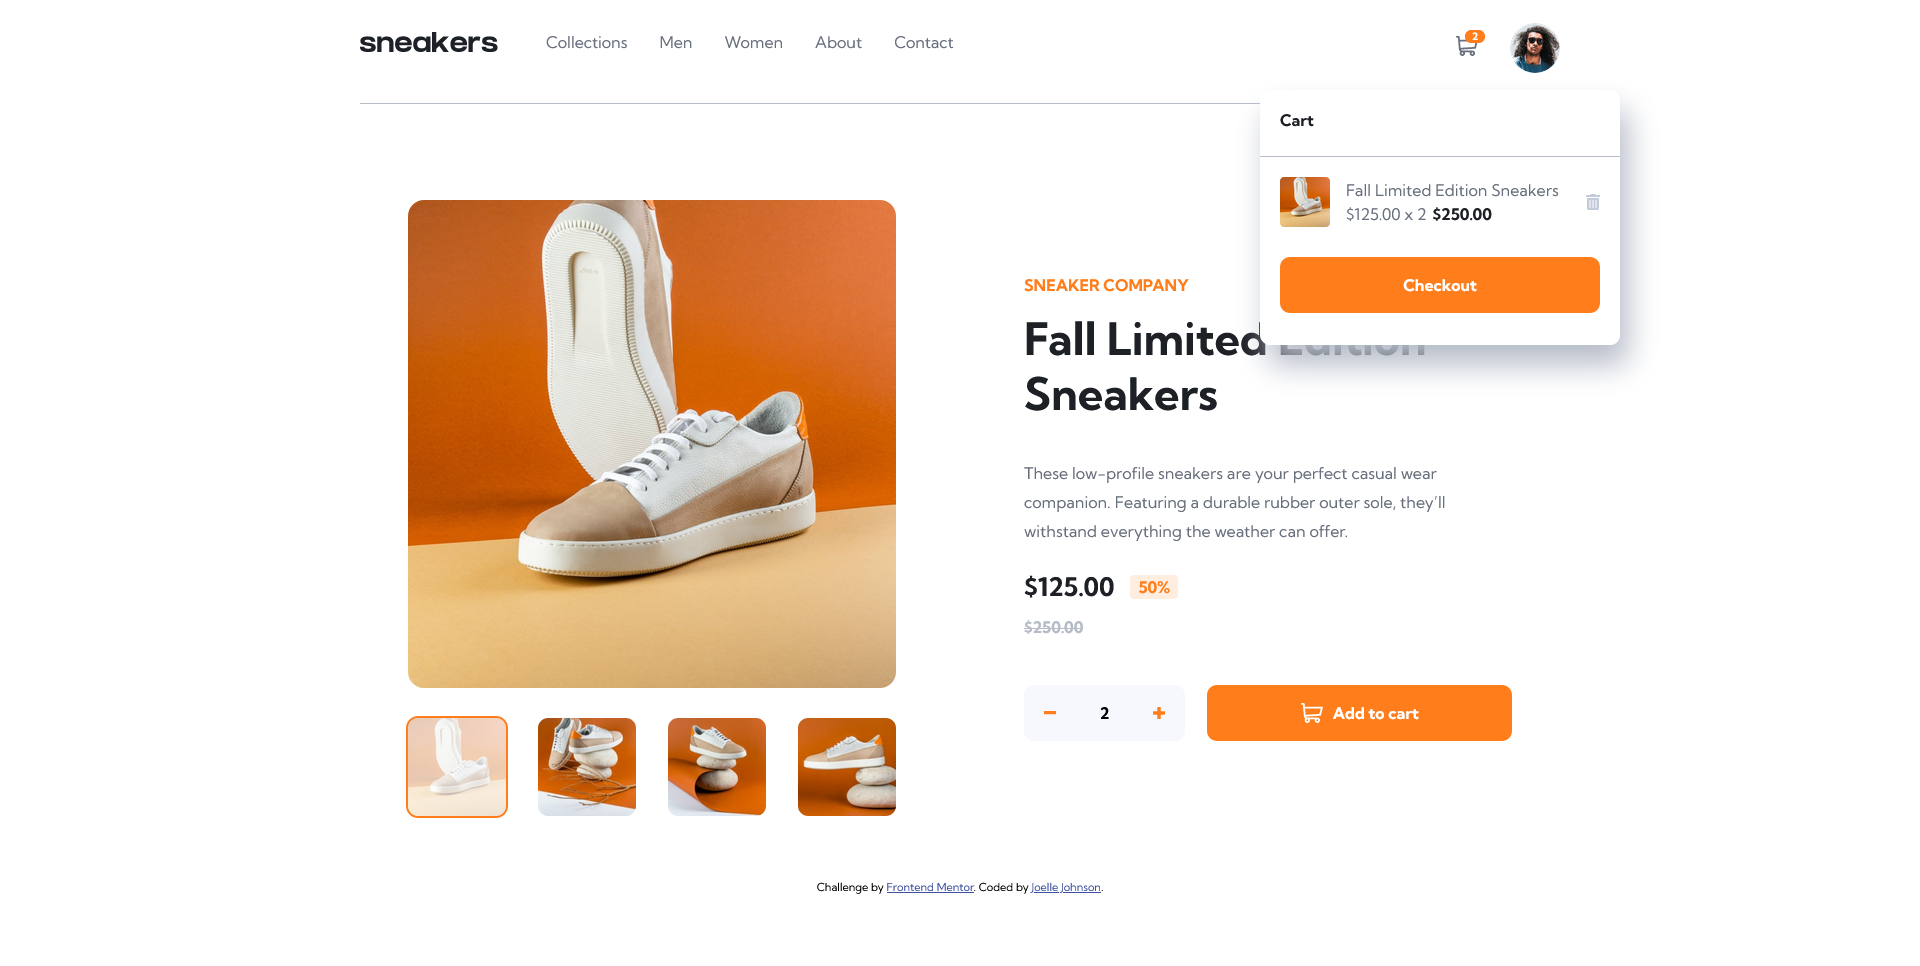 sneakers
Collections Men Women About Contact
2
Cart
Fall Limited Edition Sneakers
$125.00 x 2 $250.00
Checkout
SNEAKER COMPANY
Fall Limited Edition
Sneakers
These low-profile sneakers are your perfect casual wear
companion. Featuring a durable rubber outer sole, they’ll
withstand everything the weather can offer.
$125.00 50%
$250.00
2
Add to cart
Challenge by Frontend Mentor. Coded by Joelle Johnson.